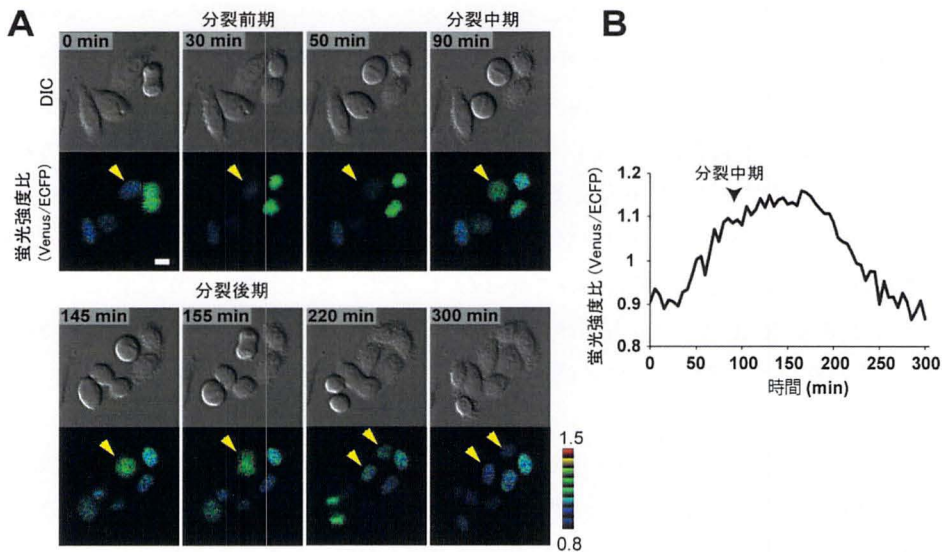 A
分裂前期
分裂中期
0 min
30 min
50 min
90 min
DIC
蛍光強度比
(Venus/ECFP)
分裂後期
145 min
155 min
220 min
300 min
1.5
0.8
B
分裂中期
蛍光強度比 (Venus/ECFP)
1.2
1.1
1
0.9
0.8
0
50
100
150
200
250
300
時間 (min)